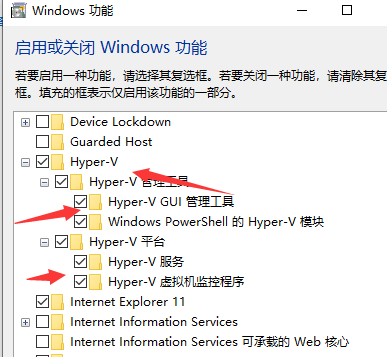 Windows 功能
启用或关闭 Windows 功能
若要启用一种功能，请选择其复选框。若要关闭一种功能，请清除其复
框。填充的框表示仅启用该功能的一部分。
Device Lockdown
Guarded Host
Hyper-V
Hyper-V 管理工具
Hyper-V GUI 管理工具
Windows PowerShell 的 Hyper-V 模块
Hyper-V 平台
Hyper-V 服务
Hyper-V 虚拟机监控程序
Internet Explorer 11
Internet Information Services
Internet Information Services 可承载的 Web 核心